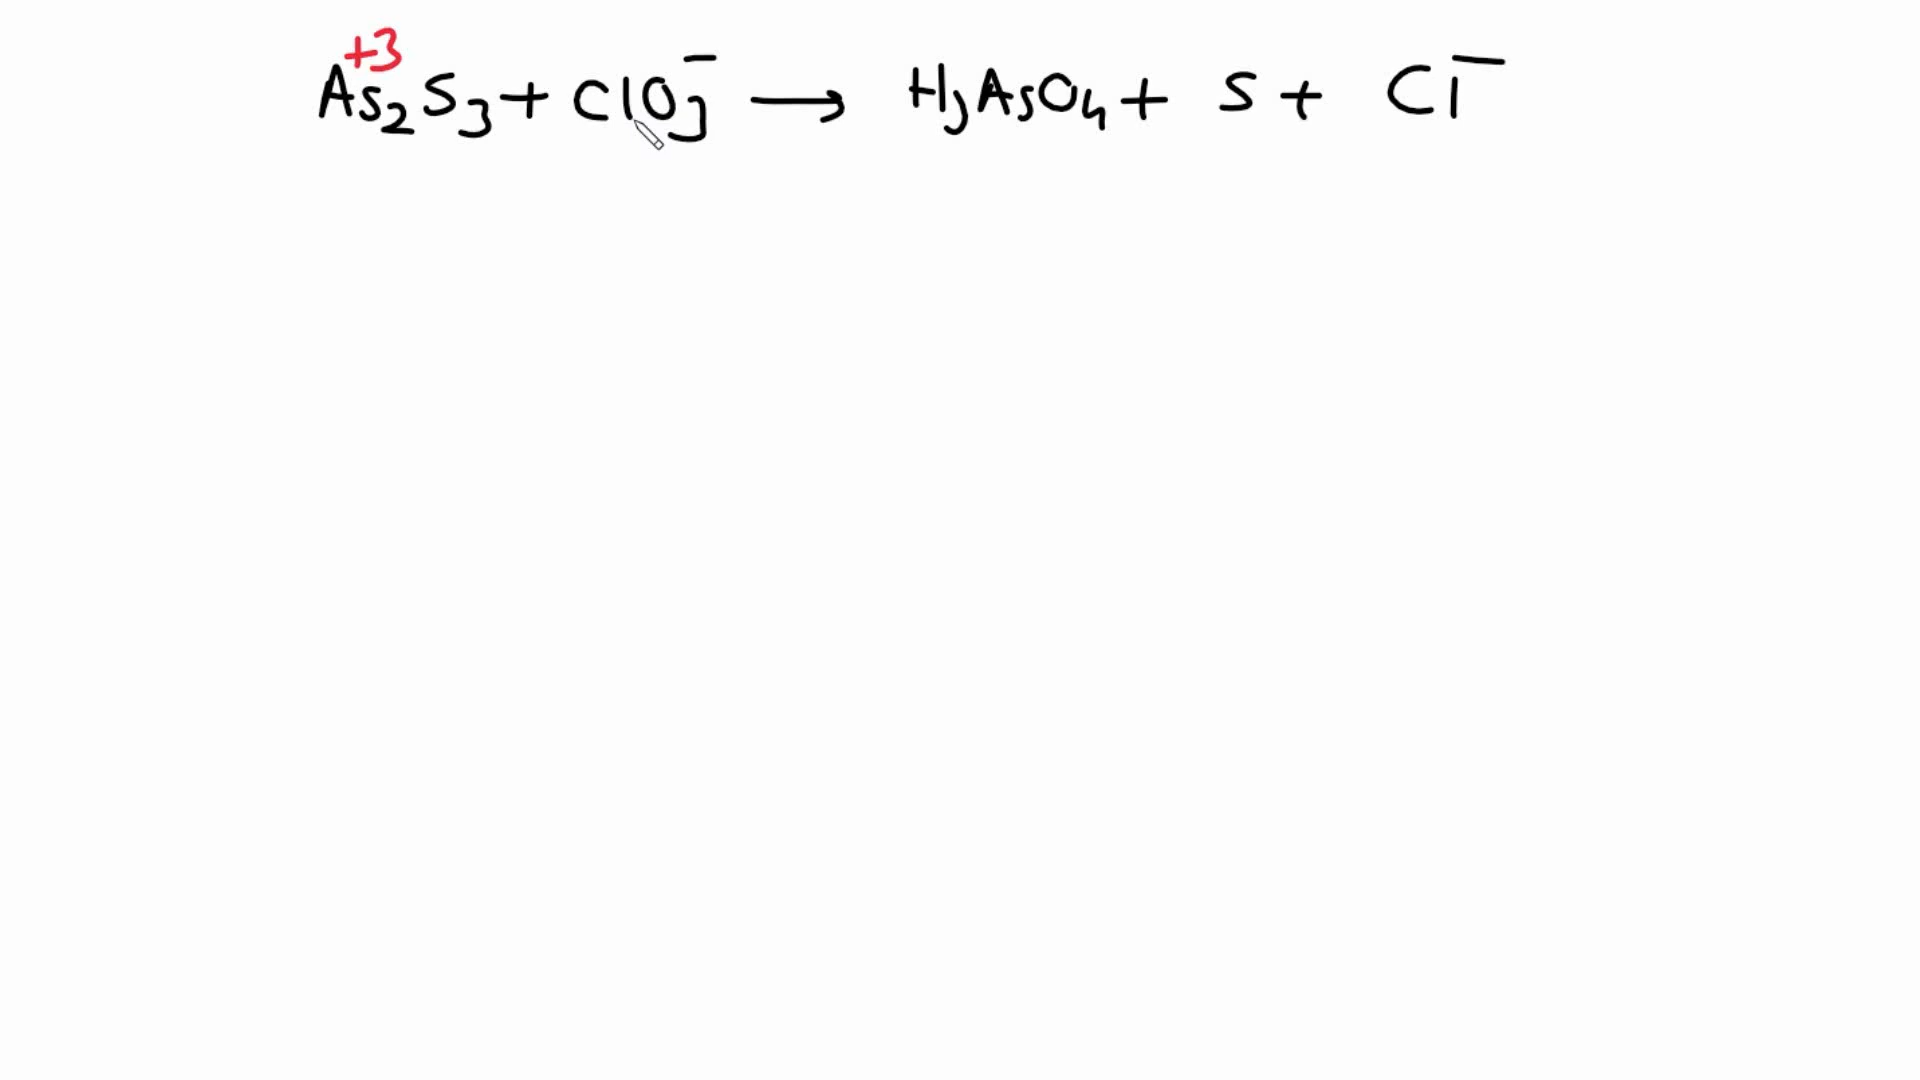 +3
As₂S₃ + ClO₃⁻ → H₃AsO₄ + S + Cl⁻